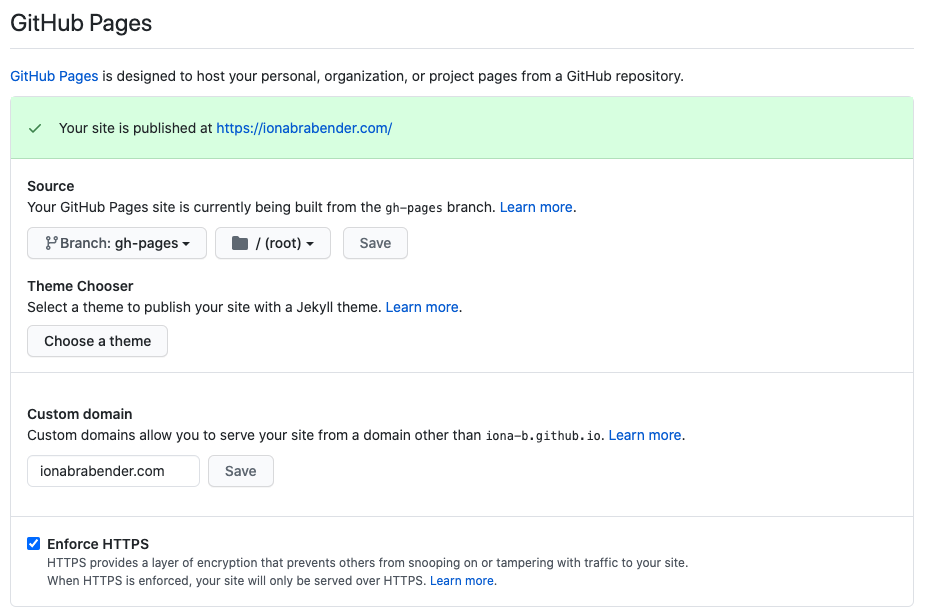 GitHub Pages
GitHub Pages is designed to host your personal, organization, or project pages from a GitHub repository.
Your site is published at https://ionabrabender.com/
Source
Your GitHub Pages site is currently being built from the gh-pages branch. Learn more.
Branch: gh-pages / (root) Save
Theme Chooser
Select a theme to publish your site with a Jekyll theme. Learn more.
Choose a theme
Custom domain
Custom domains allow you to serve your site from a domain other than iona-b.github.io. Learn more.
ionabrabender.com Save
Enforce HTTPS
HTTPS provides a layer of encryption that prevents others from snooping on or tampering with traffic to your site.
When HTTPS is enforced, your site will only be served over HTTPS. Learn more.